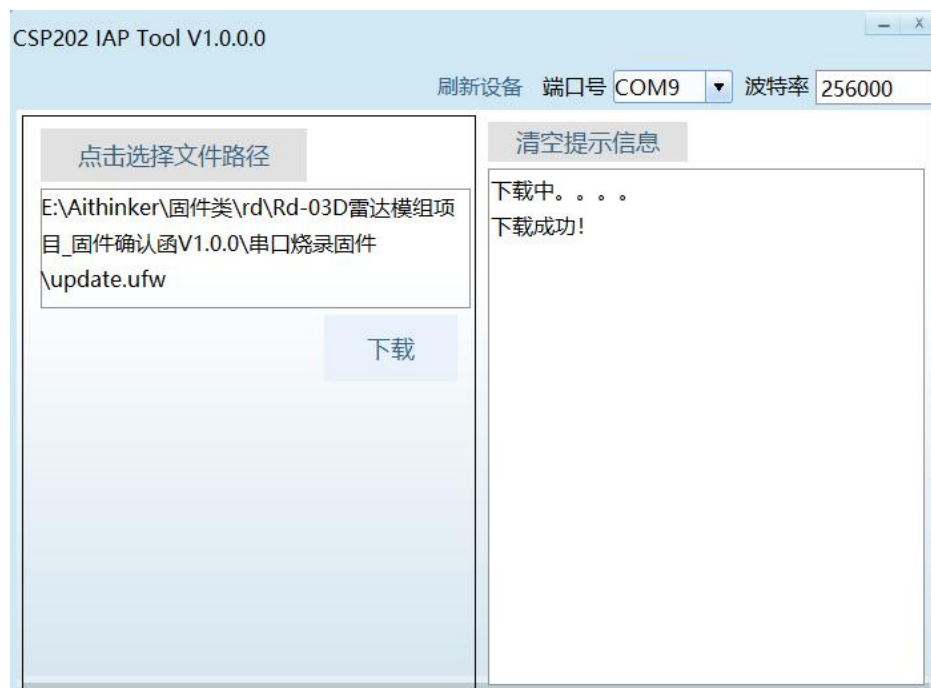 CSP202 IAP Tool V1.0.0.0
刷新设备 端口号 COM9 波特率 256000
点击选择文件路径
E:\Aithinker\固件类\rd\Rd-03D雷达模组项
目_固件确认函V1.0.0\串口烧录固件
\update.ufw
下载
清空提示信息
下载中。。。。
下载成功!